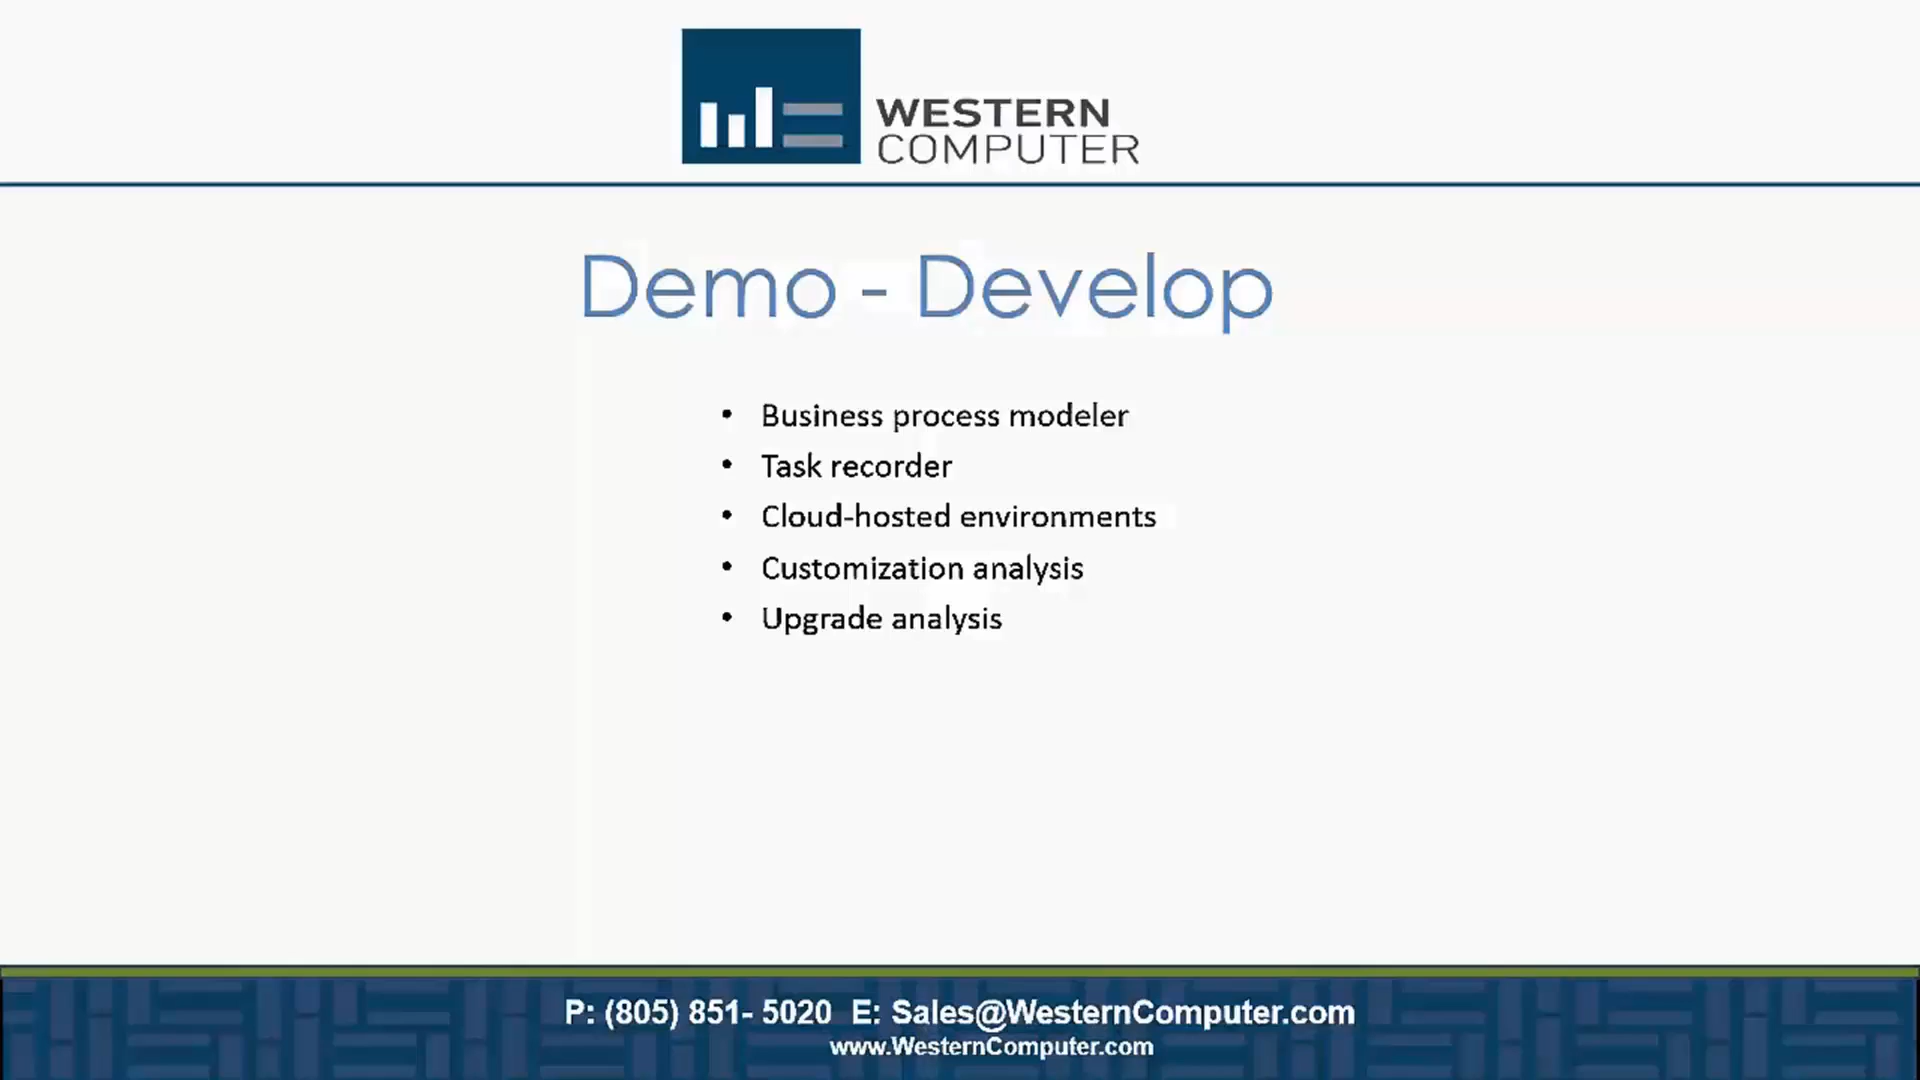 WESTERN
COMPUTER
Demo - Develop
• Business process modeler
• Task recorder
• Cloud-hosted environments
• Customization analysis
• Upgrade analysis
P: (805) 851- 5020 E: Sales@WesternComputer.com
www.WesternComputer.com